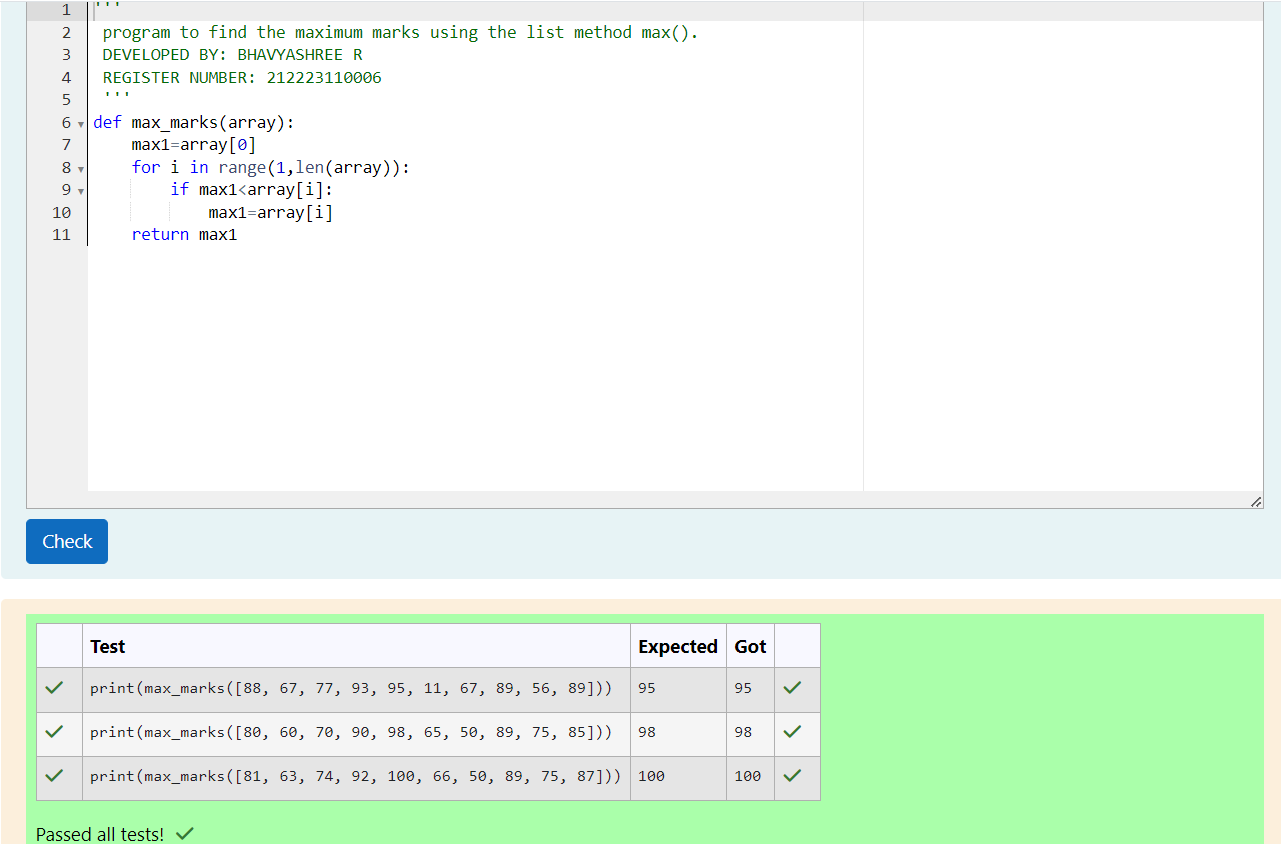 1 '''
2 program to find the maximum marks using the list method max().
3 DEVELOPED BY: BHAVYASHREE R
4 REGISTER NUMBER: 212223110006
5 '''
6 def max_marks(array):
7 max1=array[0]
8 for i in range(1,len(array)):
9 if max1<array[i]:
10 max1=array[i]
11 return max1
Check
Test Expected Got
print(max_marks([88, 67, 77, 93, 95, 11, 67, 89, 56, 89])) 95 95
print(max_marks([80, 60, 70, 90, 98, 65, 50, 89, 75, 85])) 98 98
print(max_marks([81, 63, 74, 92, 100, 66, 50, 89, 75, 87])) 100 100
Passed all tests!